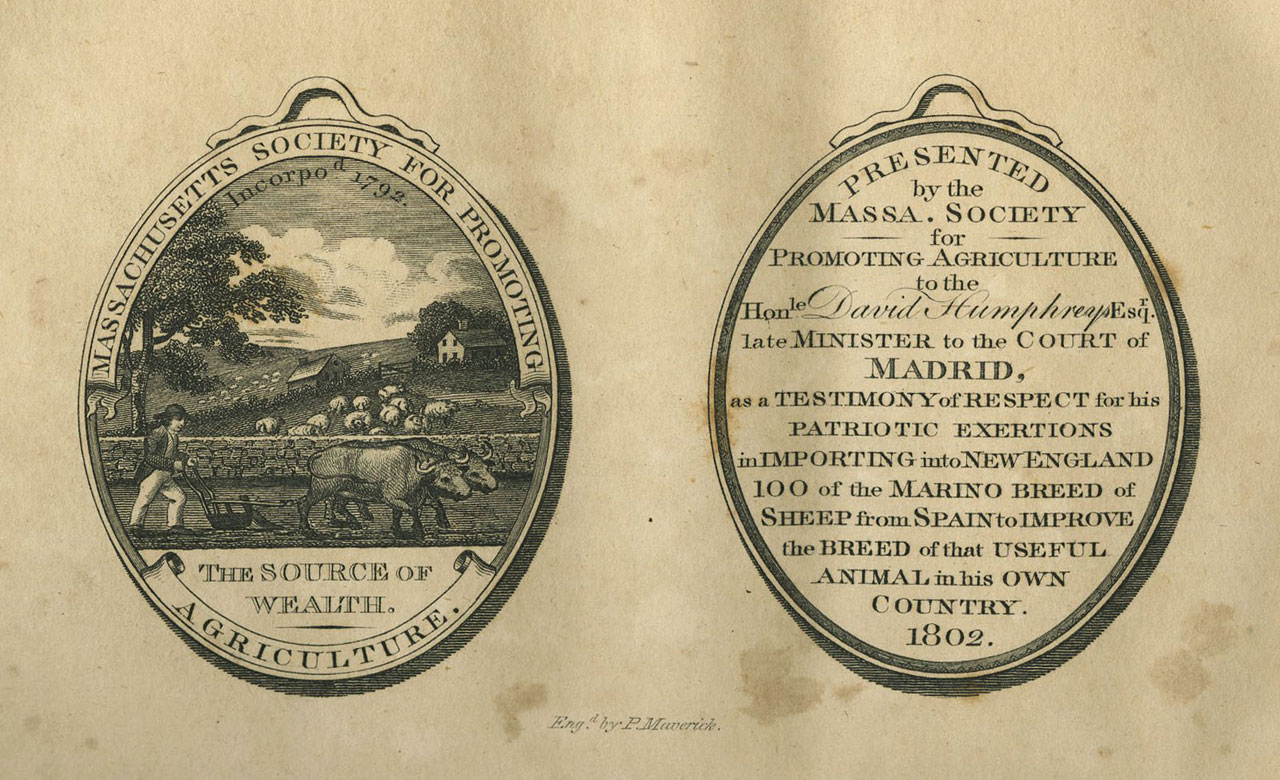 MASSACHUSETTS SOCIETY FOR PROMOTING
Incorpod 1792.
THE SOURCE OF
WEALTH.
AGRICULTURE.
PRESENTED
by the
MASSA. SOCIETY
for
PROMOTING AGRICULTURE
to the
Honle David Humphreys Esqr.
late MINISTER to the COURT of
MADRID,
as a TESTIMONY of RESPECT for his
PATRIOTIC EXERTIONS
in IMPORTING into NEW ENGLAND
100 of the MARINO BREED of
SHEEP from SPAIN to IMPROVE
the BREED of that USEFUL
ANIMAL in his OWN
COUNTRY.
1802.
Engd. by P. Maverick.